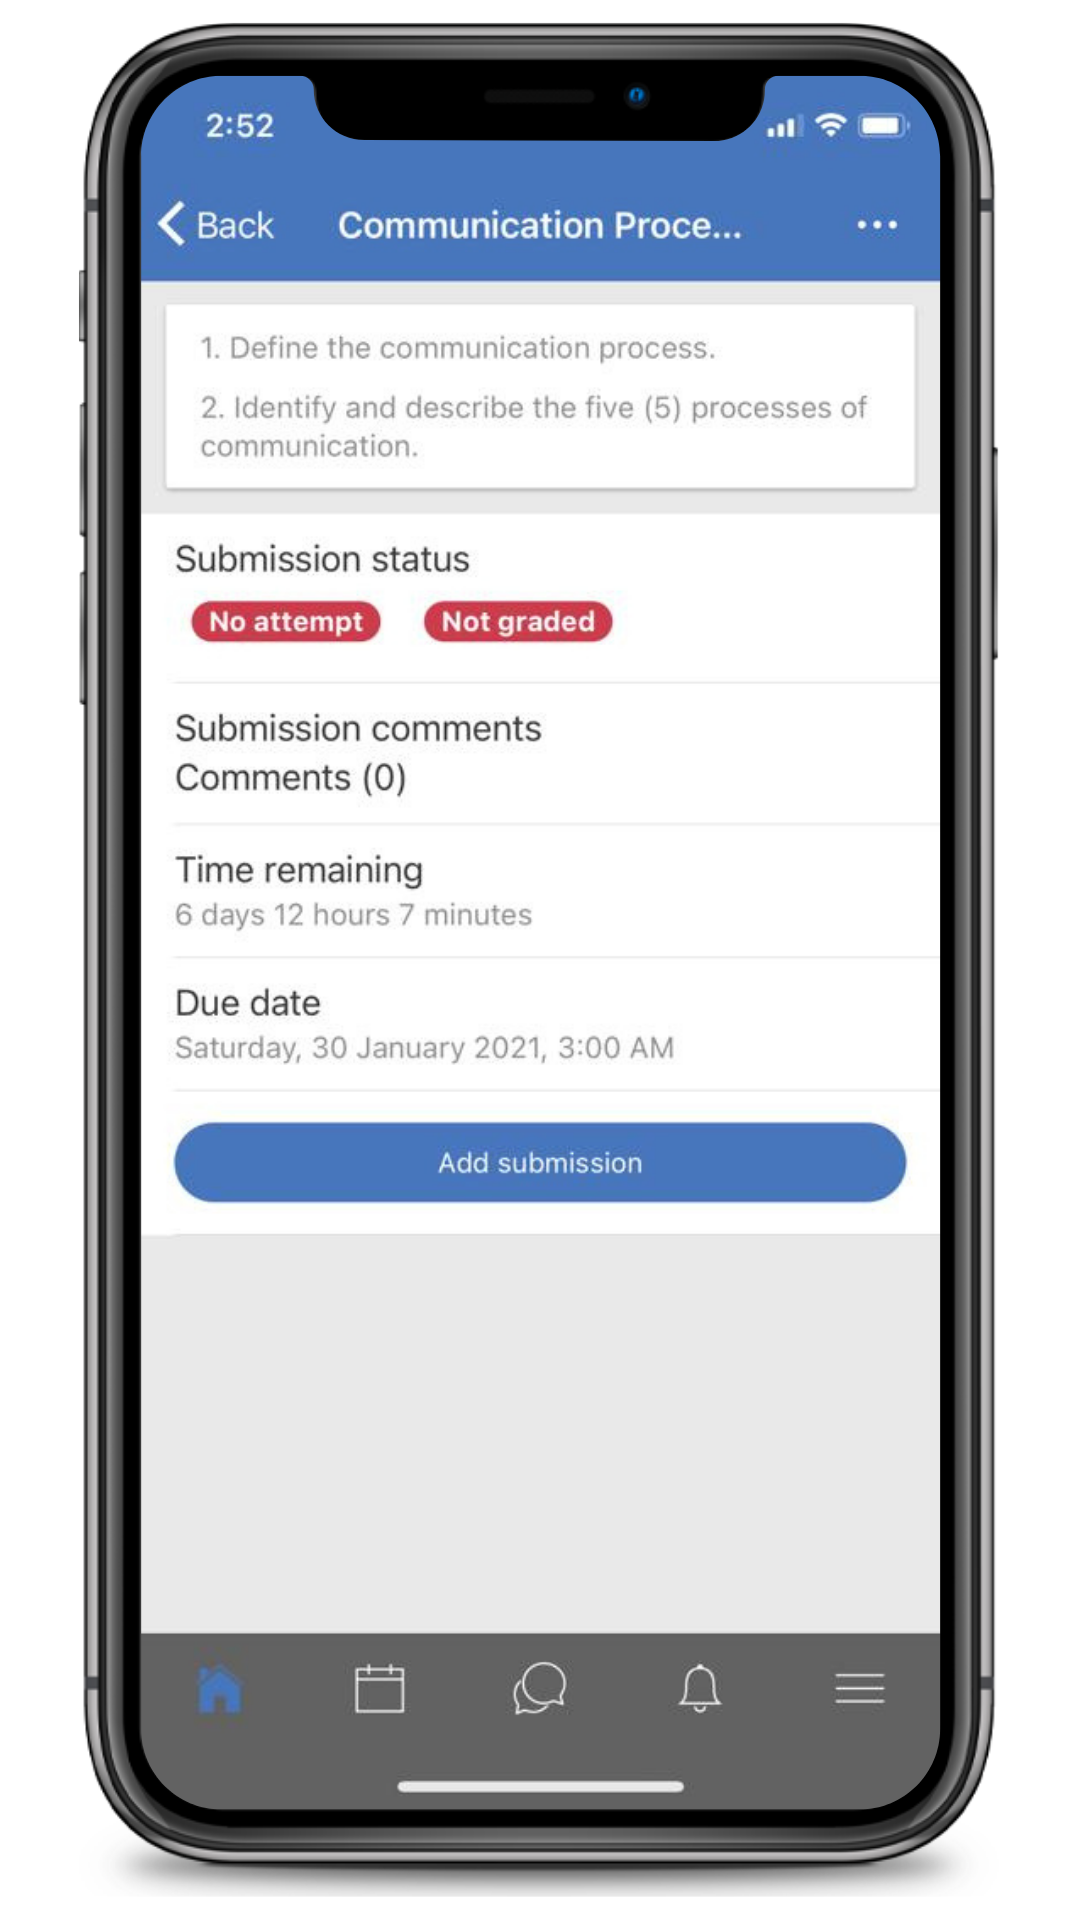 2:52
Back Communication Proce...
1. Define the communication process.
2. Identify and describe the five (5) processes of
communication.
Submission status
No attempt Not graded
Submission comments
Comments (0)
Time remaining
6 days 12 hours 7 minutes
Due date
Saturday, 30 January 2021, 3:00 AM
Add submission